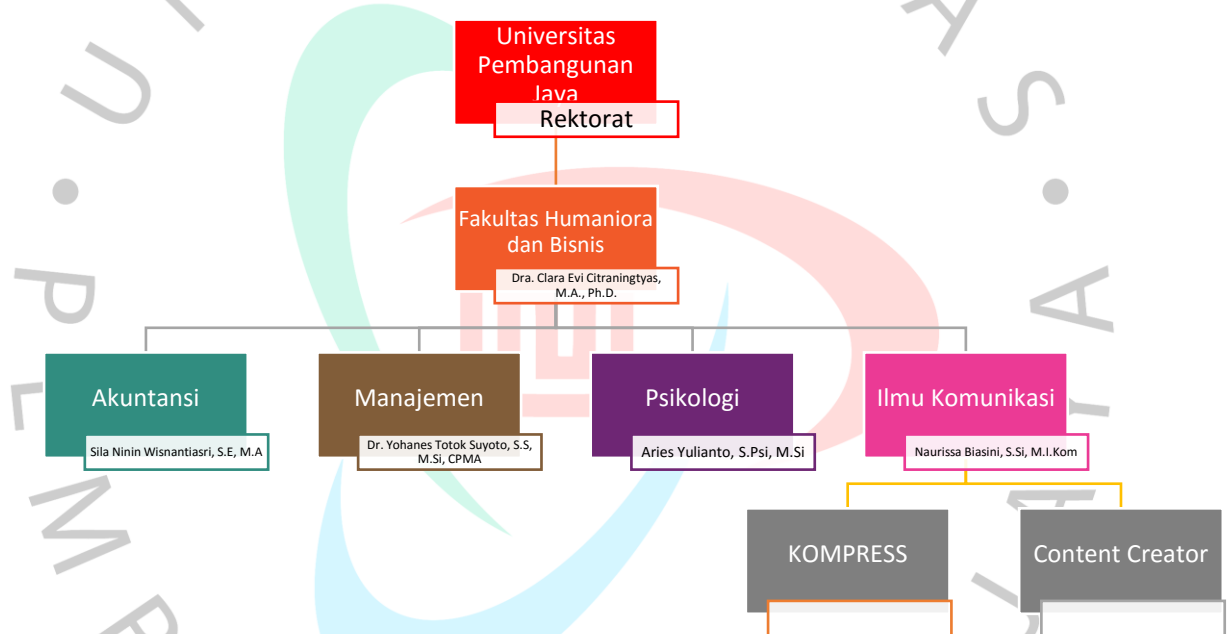 Universitas
Pembangunan
Jaya
Rektorat
Fakultas Humaniora
dan Bisnis
Dra. Clara Evi Citraningtyas,
M.A., Ph.D.
Akuntansi
Sila Ninin Wisnantiasri, S.E, M.A
Manajemen
Dr. Yohanes Totok Suyoto, S.S,
M.Si, CPMA
Psikologi
Aries Yulianto, S.Psi, M.Si
Ilmu Komunikasi
Naurissa Biasini, S.Si, M.I.Kom
KOMPRESS
Content Creator